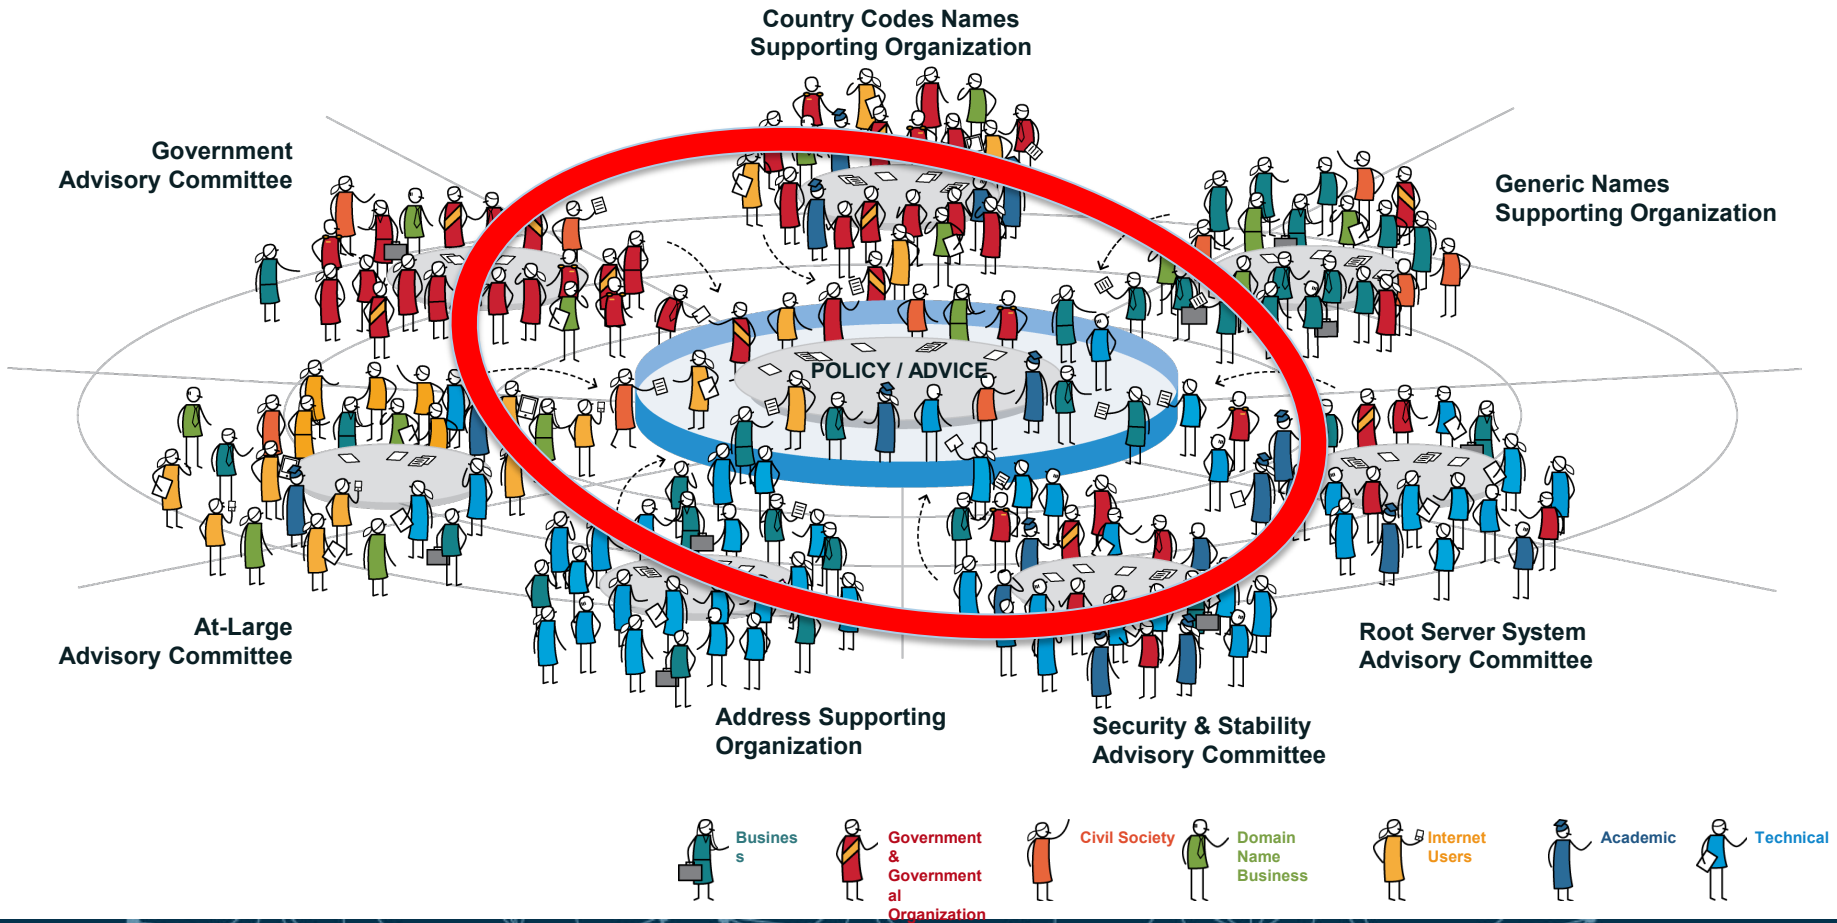 Country Codes Names
Supporting Organization
Government
Advisory Committee
Generic Names
Supporting Organization
POLICY / ADVICE
At-Large
Advisory Committee
Root Server System
Advisory Committee
Address Supporting
Organization
Security & Stability
Advisory Committee
Busines
s
Government
&
Government
al
Organization
Civil Society
Domain
Name
Business
Internet
Users
Academic
Technical